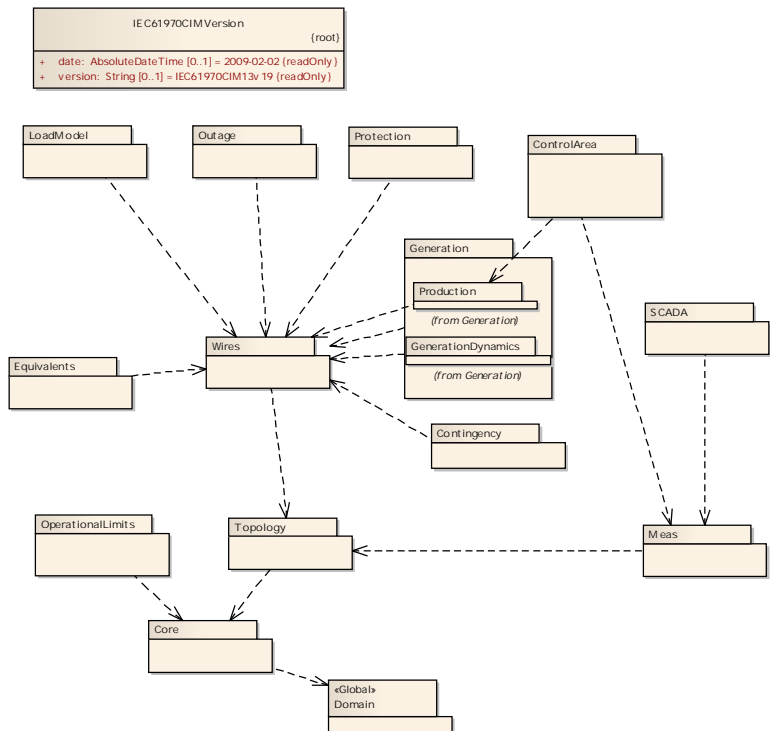 IEC61970CIMVersion
{root}
+ date: AbsoluteDateTime [0..1] = 2009-02-02 {readOnly}
+ version: String [0..1] = IEC61970CIM13v19 {readOnly}
LoadModel
Outage
Protection
ControlArea
Generation
Production
(from Generation)
SCADA
Wires
GenerationDynamics
(from Generation)
Equivalents
Contingency
OperationalLimits
Topology
Meas
Core
«Global»
Domain